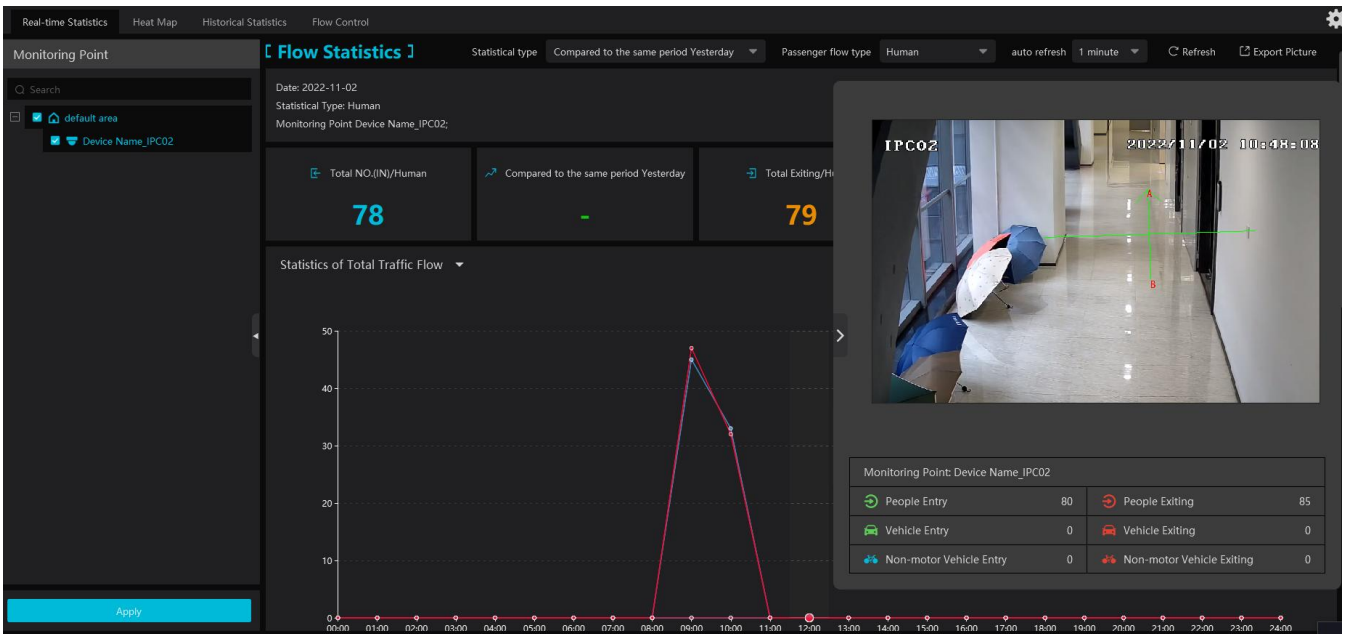 Real-time Statistics Heat Map Historical Statistics Flow Control
Monitoring Point
Search
default area
Device Name_IPC02
Apply
[ Flow Statistics ] Statistical type Compared to the same period Yesterday Passenger flow type Human auto refresh 1 minute Refresh Export Picture
Date: 2022-11-02
Statistical Type: Human
Monitoring Point Device Name_IPC02;
Total NO.(IN)/Human Compared to the same period Yesterday Total Exiting/H
78 - 79
Statistics of Total Traffic Flow
50
40
30
20
10
0
00:00 01:00 02:00 03:00 04:00 05:00 06:00 07:00 08:00 09:00 10:00 11:00 12:00 13:00 14:00 15:00 16:00 17:00 18:00 19:00 20:00 21:00 22:00 23:00 24:00
IPC02 2022/11/02 10:48:08
A
B
Monitoring Point: Device Name_IPC02
People Entry 80 People Exiting 85
Vehicle Entry 0 Vehicle Exiting 0
Non-motor Vehicle Entry 0 Non-motor Vehicle Exiting 0